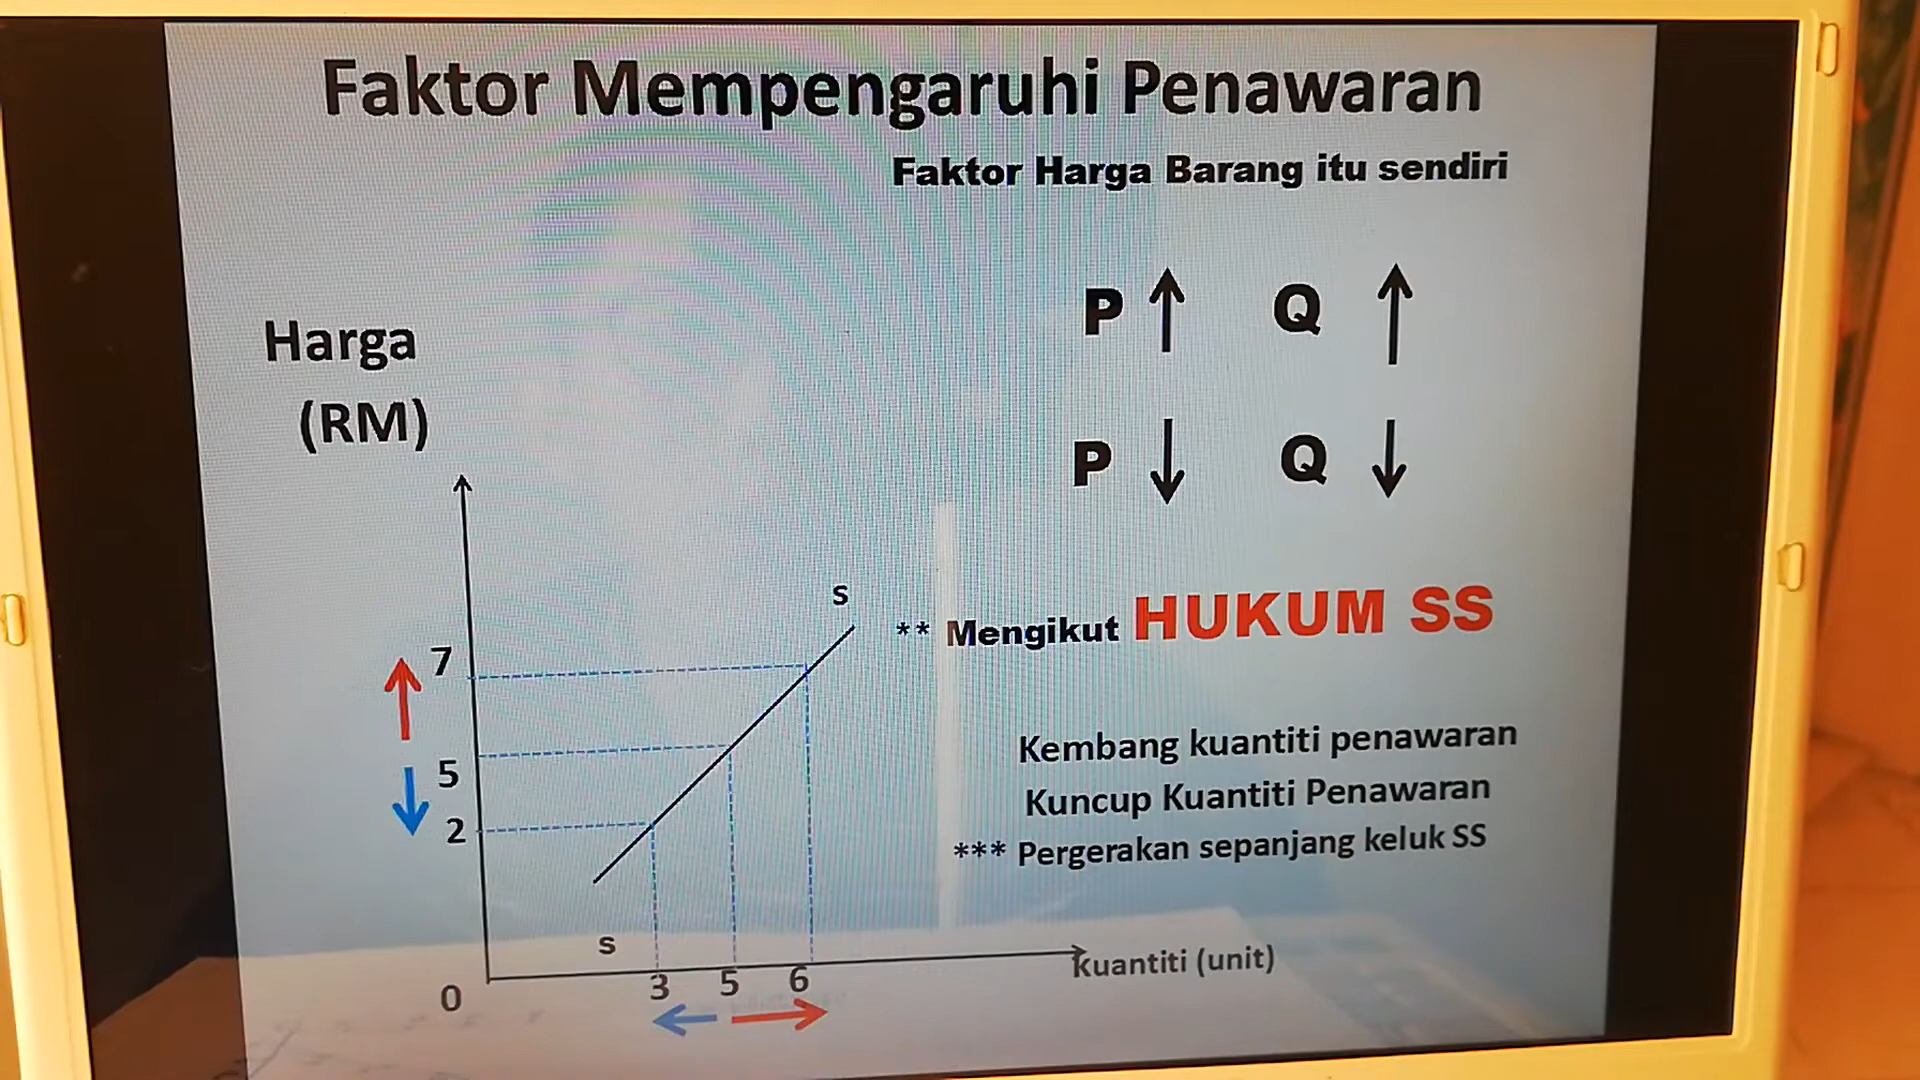 Faktor Mempengaruhi Penawaran
Faktor Harga Barang itu sendiri
P ↑ Q ↑
P ↓ Q ↓
Harga
(RM)
S
** Mengikut HUKUM SS
7
5
2
Kembang kuantiti penawaran
Kuncup Kuantiti Penawaran
*** Pergerakan sepanjang keluk SS
S
0
3 5 6
kuantiti (unit)